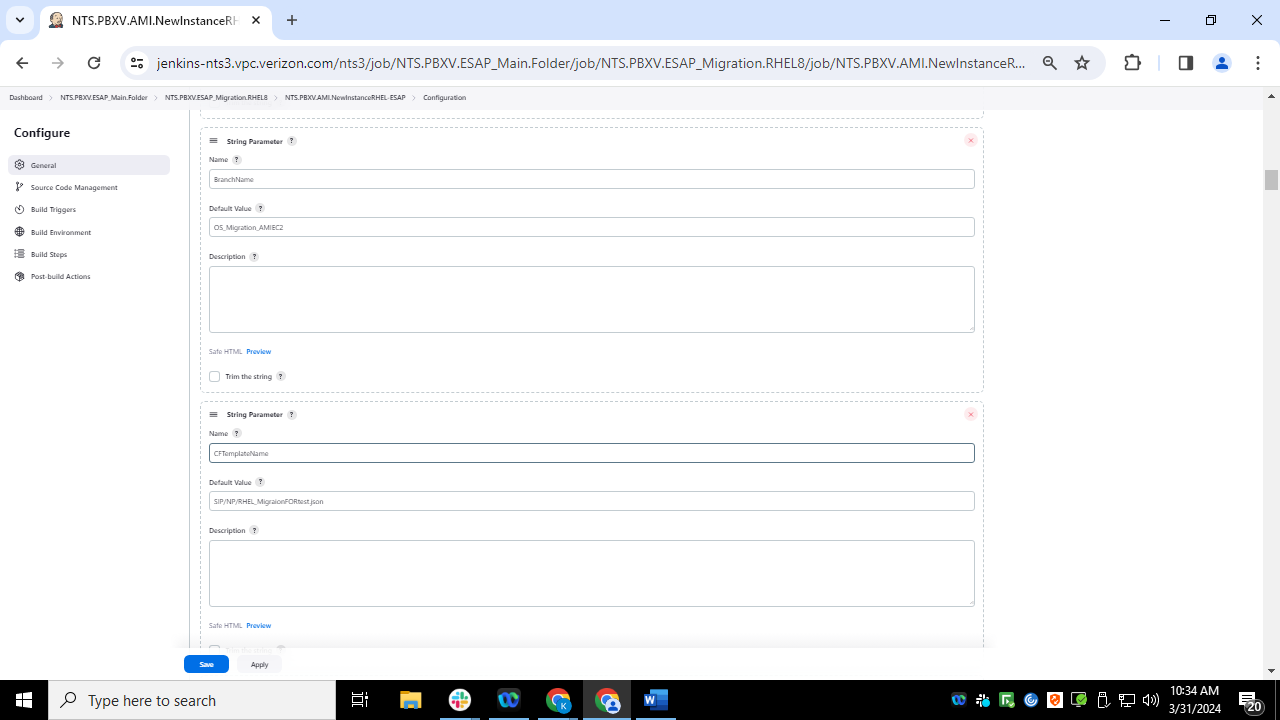 NTS.PBXV.AMI.NewInstanceRH
jenkins-nts3.vpc.verizon.com/nts3/job/NTS.PBXV.ESAP_Main.Folder/job/NTS.PBXV.ESAP_Migration.RHEL8/job/NTS.PBXV.AMI.NewInstanceR...
Dashboard > NTS.PBXV.ESAP_Main.Folder > NTS.PBXV.ESAP_Migration.RHEL8 > NTS.PBXV.AMI.NewInstanceRHEL-ESAP > Configuration
Configure
General
Source Code Management
Build Triggers
Build Environment
Build Steps
Post-build Actions
String Parameter ?
Name ?
BranchName
Default Value ?
OS_Migration_AMIEC2
Description ?
Safe HTML Preview
Trim the string ?
String Parameter ?
Name ?
CFTemplateName
Default Value ?
SIP/NP/RHEL_MigraionFORtest.json
Description ?
Safe HTML Preview
Save Apply
Type here to search
10:34 AM
3/31/2024
20